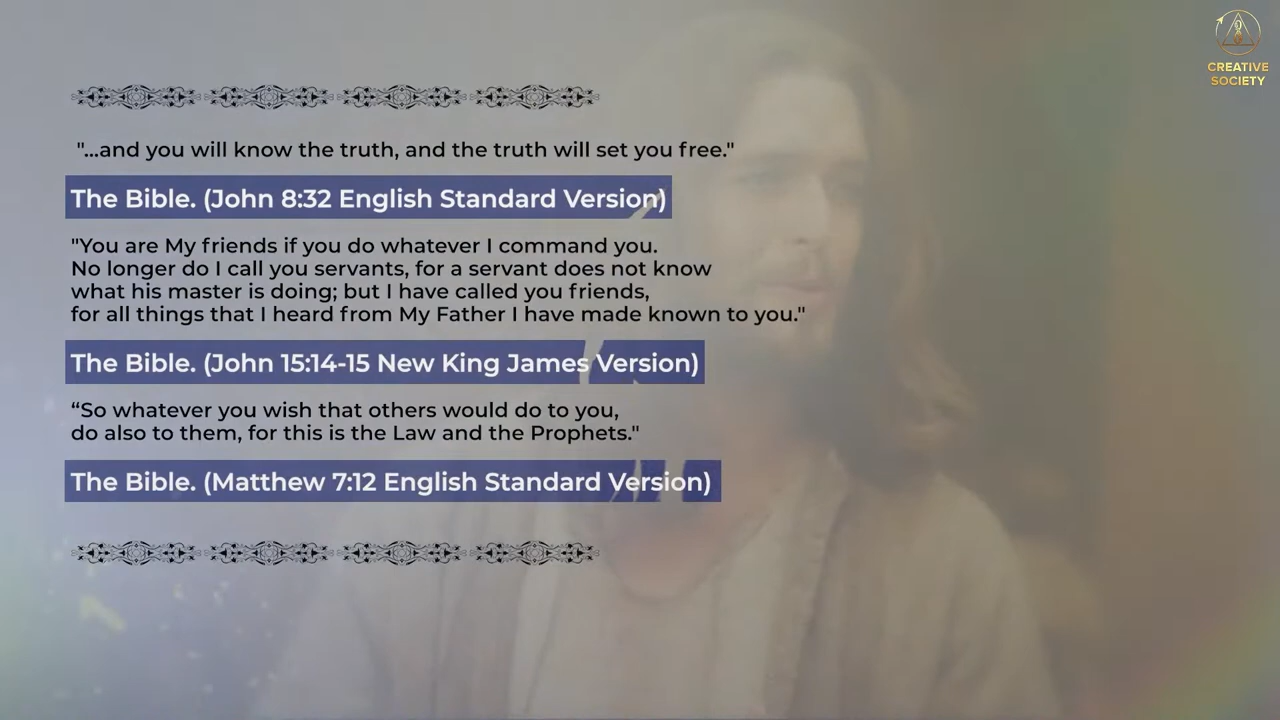 CREATIVE
SOCIETY
"...and you will know the truth, and the truth will set you free."
The Bible. (John 8:32 English Standard Version)
"You are My friends if you do whatever I command you.
No longer do I call you servants, for a servant does not know
what his master is doing; but I have called you friends,
for all things that I heard from My Father I have made known to you."
The Bible. (John 15:14-15 New King James Version)
“So whatever you wish that others would do to you,
do also to them, for this is the Law and the Prophets."
The Bible. (Matthew 7:12 English Standard Version)